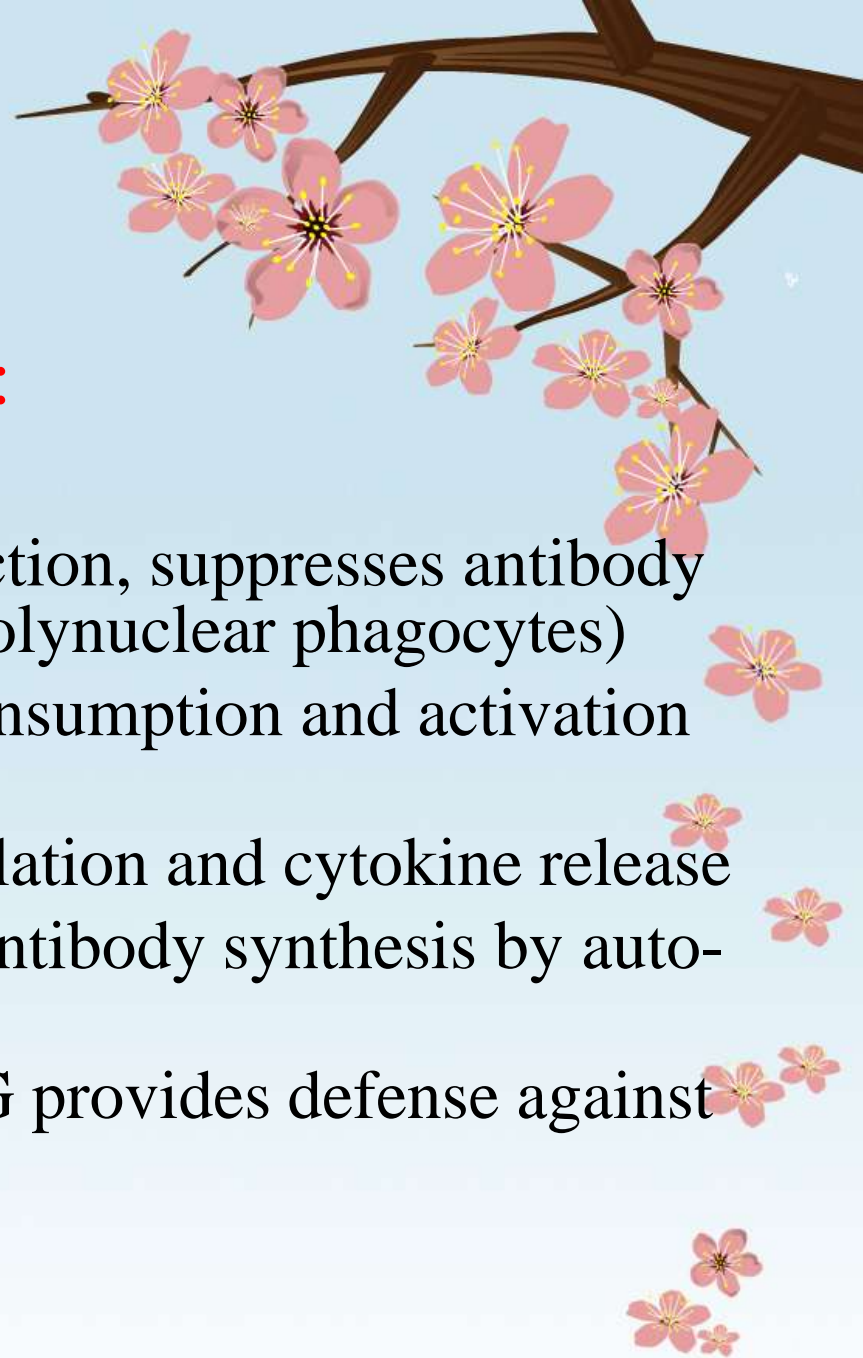 :
ction, suppresses antibody
olynuclear phagocytes)
nsumption and activation
lation and cytokine release
ntibody synthesis by auto-
G provides defense against